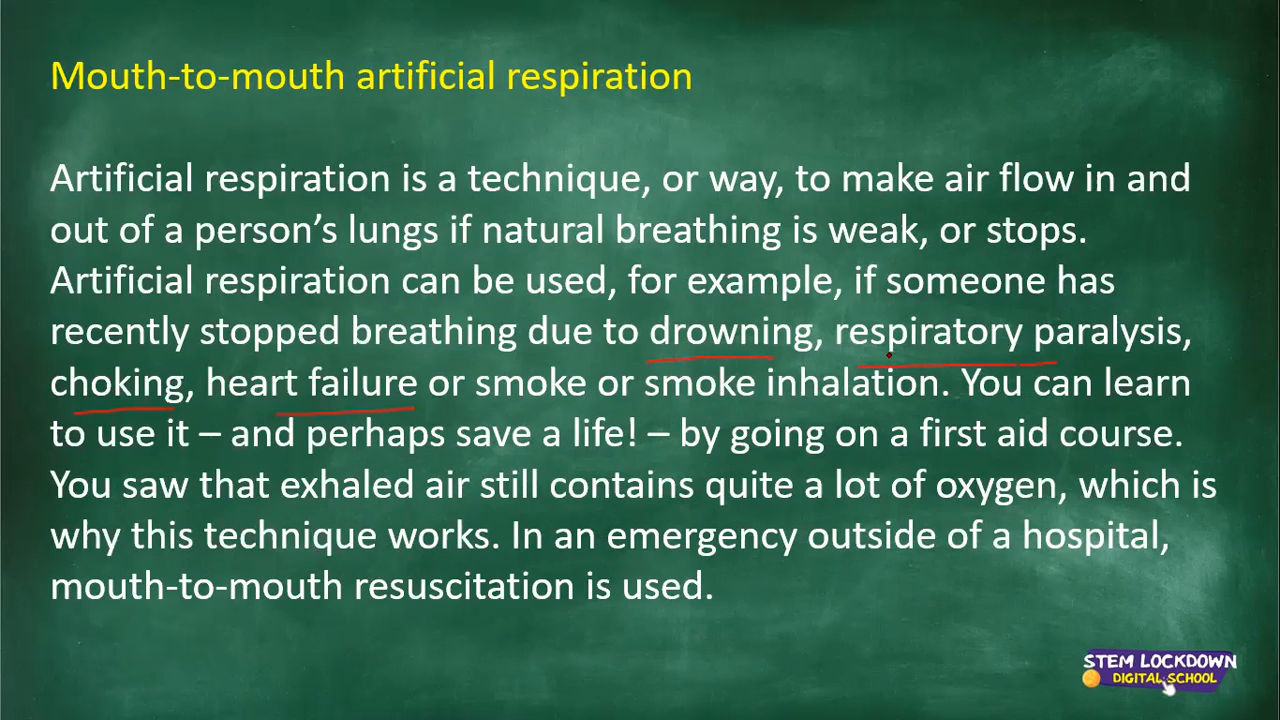 Mouth-to-mouth artificial respiration
Artificial respiration is a technique, or way, to make air flow in and
out of a person’s lungs if natural breathing is weak, or stops.
Artificial respiration can be used, for example, if someone has
recently stopped breathing due to drowning, respiratory paralysis,
choking, heart failure or smoke or smoke inhalation. You can learn
to use it – and perhaps save a life! – by going on a first aid course.
You saw that exhaled air still contains quite a lot of oxygen, which is
why this technique works. In an emergency outside of a hospital,
mouth-to-mouth resuscitation is used.
STEM LOCKDOWN
DIGITAL SCHOOL